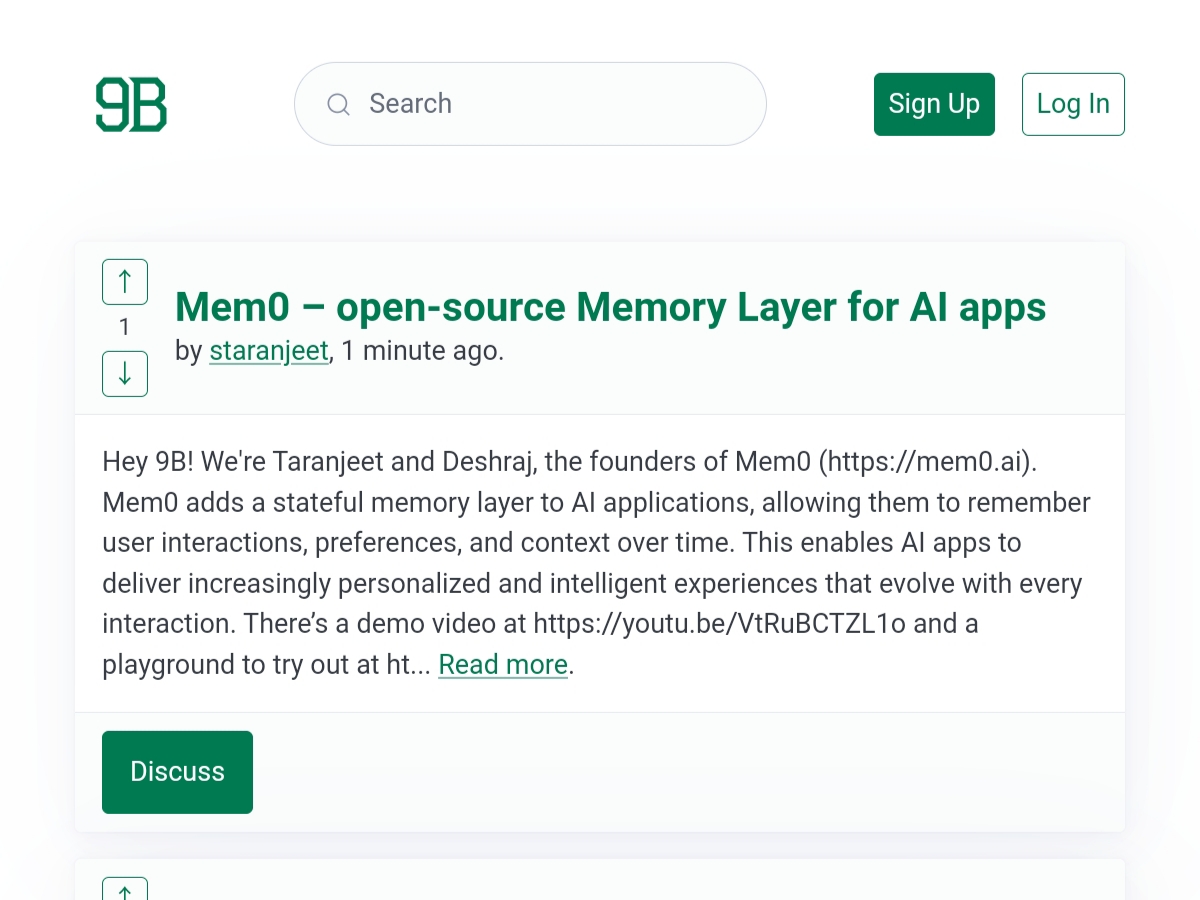 9B
Search
Sign Up
Log In
↑
1
↓
Mem0 – open-source Memory Layer for AI apps
by staranjeet, 1 minute ago.
Hey 9B! We're Taranjeet and Deshraj, the founders of Mem0 (https://mem0.ai).
Mem0 adds a stateful memory layer to AI applications, allowing them to remember
user interactions, preferences, and context over time. This enables AI apps to
deliver increasingly personalized and intelligent experiences that evolve with every
interaction. There’s a demo video at https://youtu.be/VtRuBCTZL1o and a
playground to try out at ht... Read more.
Discuss
↑